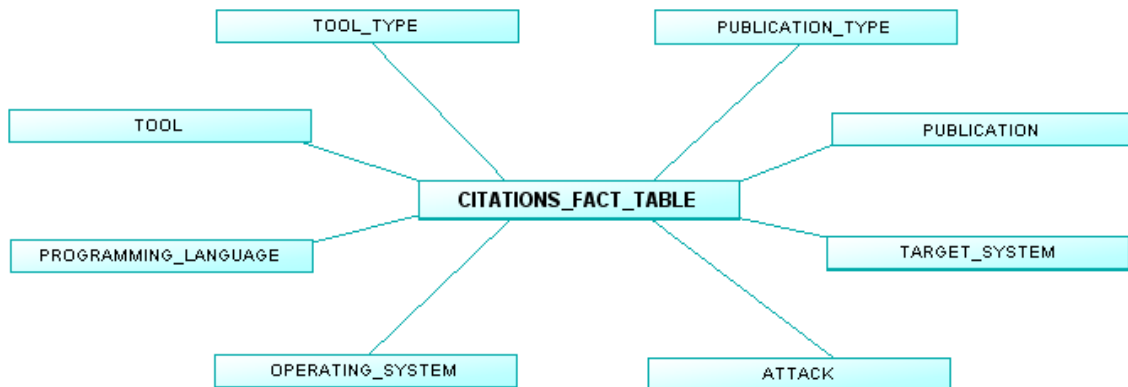 TOOL_TYPE
PUBLICATION_TYPE
TOOL
PUBLICATION
CITATIONS_FACT_TABLE
PROGRAMMING_LANGUAGE
TARGET_SYSTEM
OPERATING_SYSTEM
ATTACK